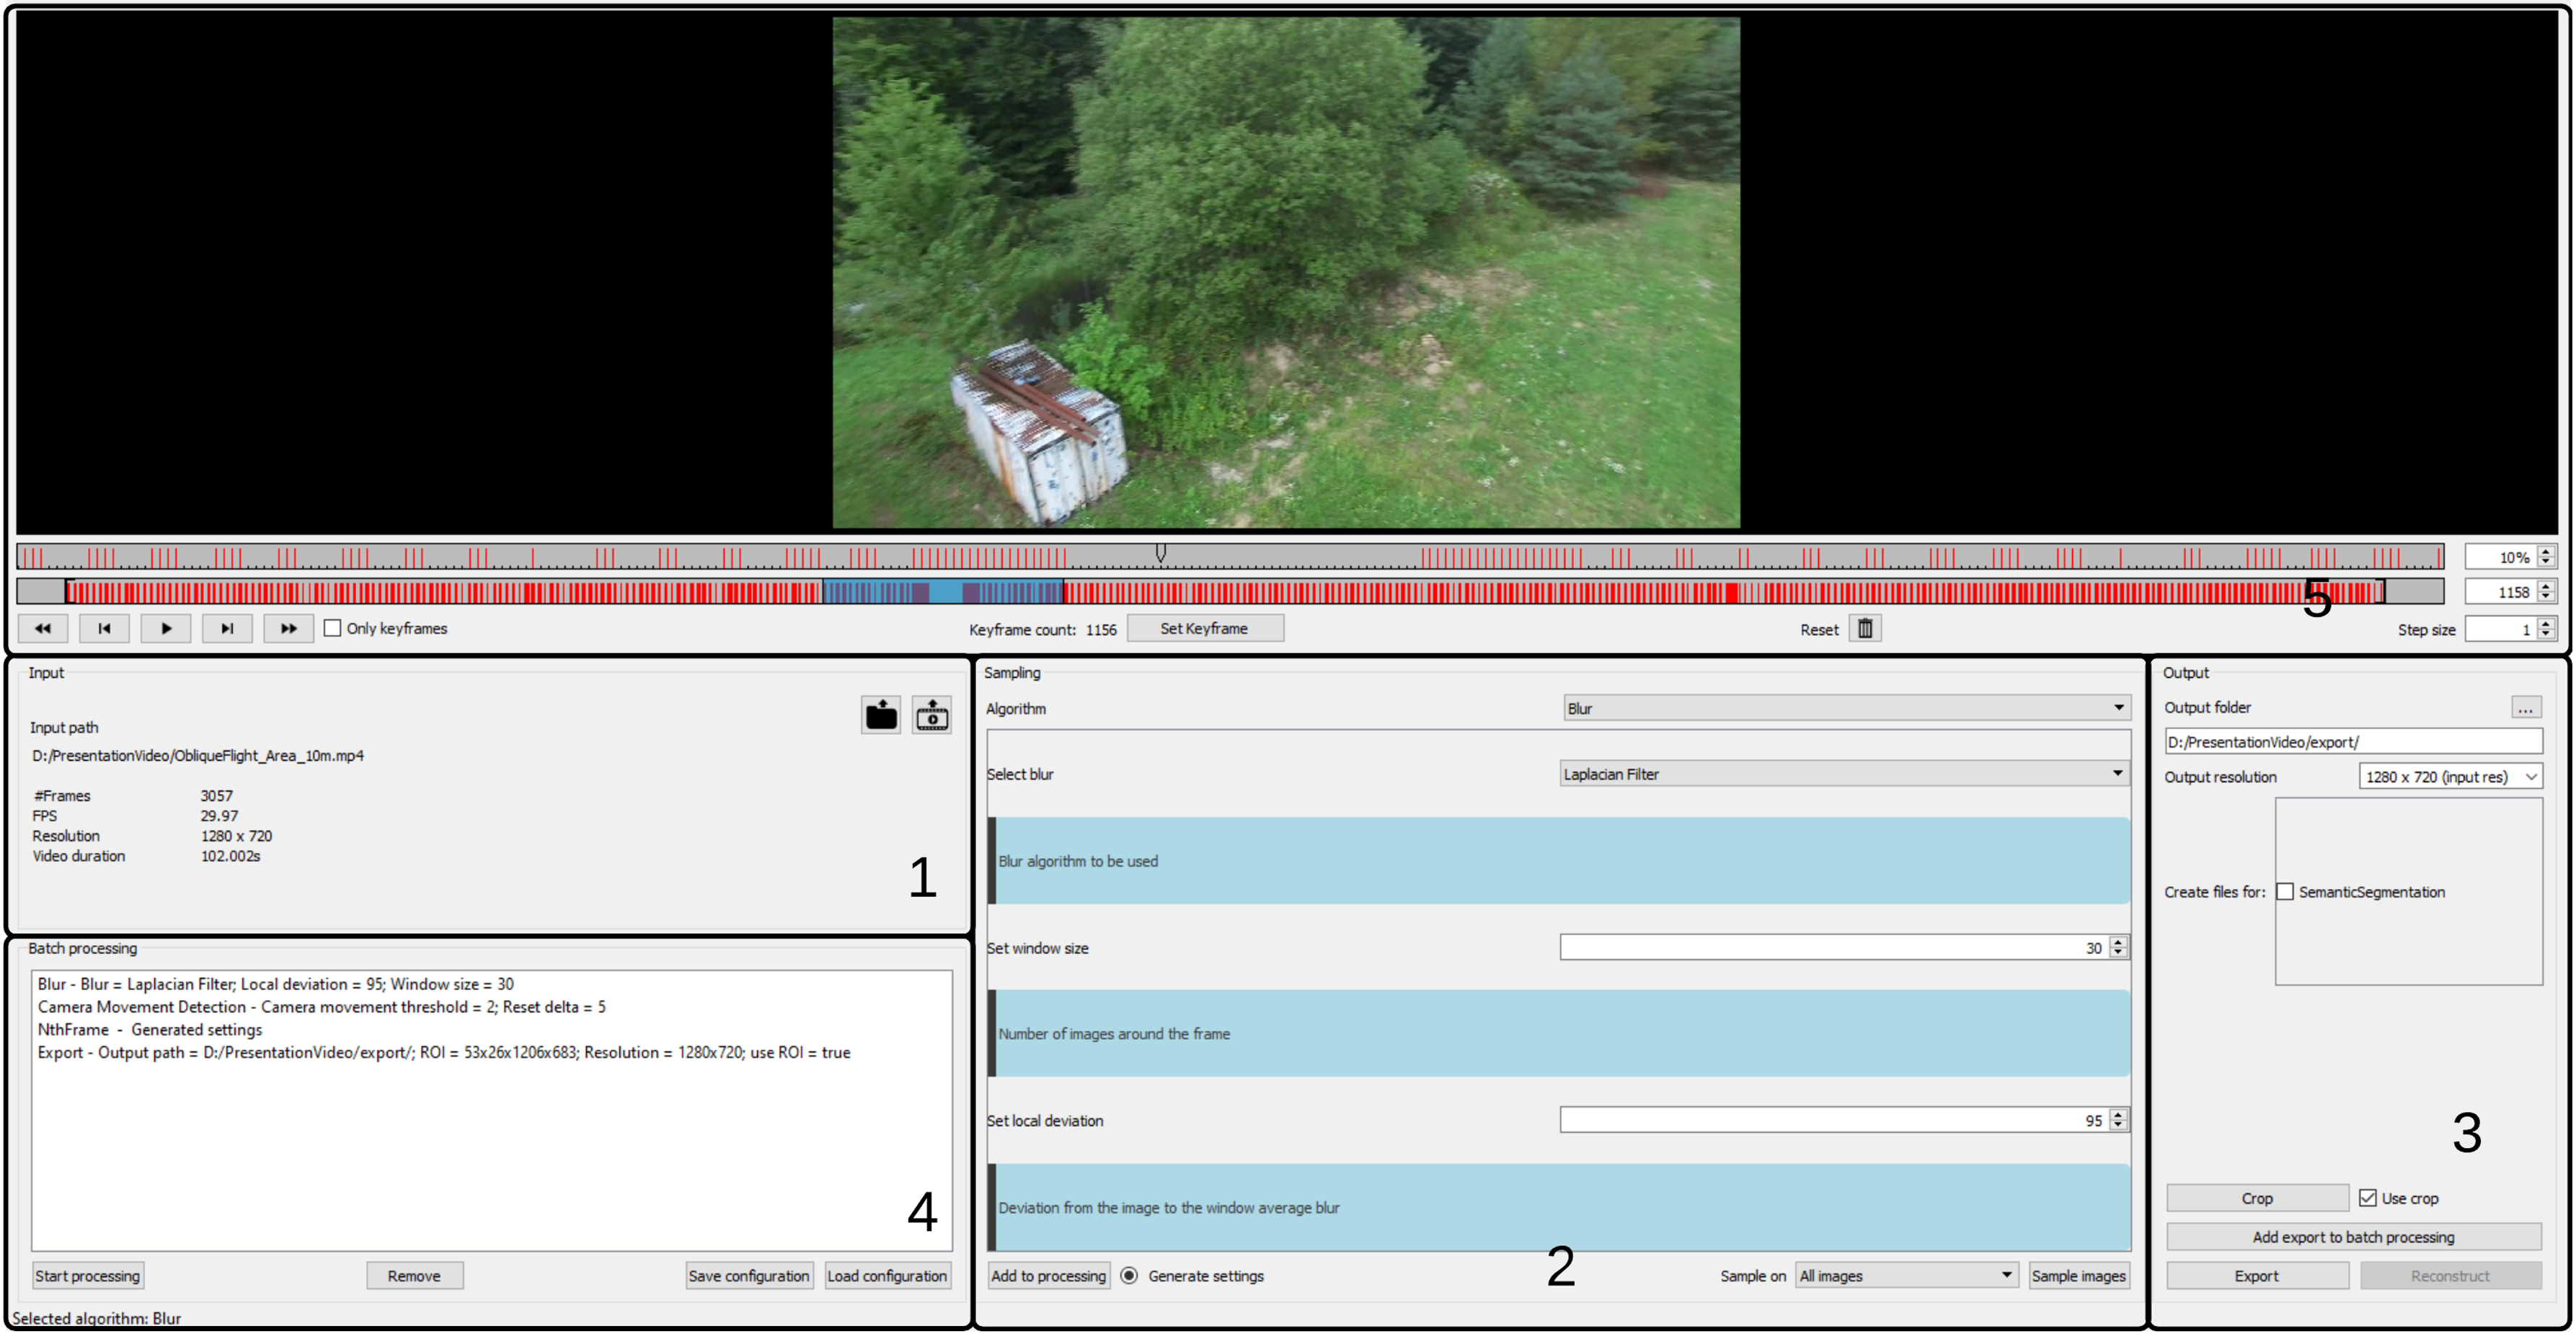 10%
1158
5
Only keyframes
Keyframe count: 1156
Set Keyframe
Reset
Step size
1
Input
Input path
D:/PresentationVideo/ObliqueFlight_Area_10m.mp4
#Frames 3057
FPS 29.97
Resolution 1280 x 720
Video duration 102.002s
1
Batch processing
Blur - Blur = Laplacian Filter; Local deviation = 95; Window size = 30
Camera Movement Detection - Camera movement threshold = 2; Reset delta = 5
NthFrame - Generated settings
Export - Output path = D:/PresentationVideo/export/; ROI = 53x26x1206x683; Resolution = 1280x720; use ROI = true
4
Start processing
Remove
Save configuration
Load configuration
Selected algorithm: Blur
Sampling
Algorithm
Blur
Select blur
Laplacian Filter
Blur algorithm to be used
Set window size
30
Number of images around the frame
Set local deviation
95
Deviation from the image to the window average blur
2
Add to processing
Generate settings
Sample on
All images
Sample images
Output
Output folder
...
D:/PresentationVideo/export/
Output resolution
1280 x 720 (input res)
Create files for:
SemanticSegmentation
3
Crop
Use crop
Add export to batch processing
Export
Reconstruct